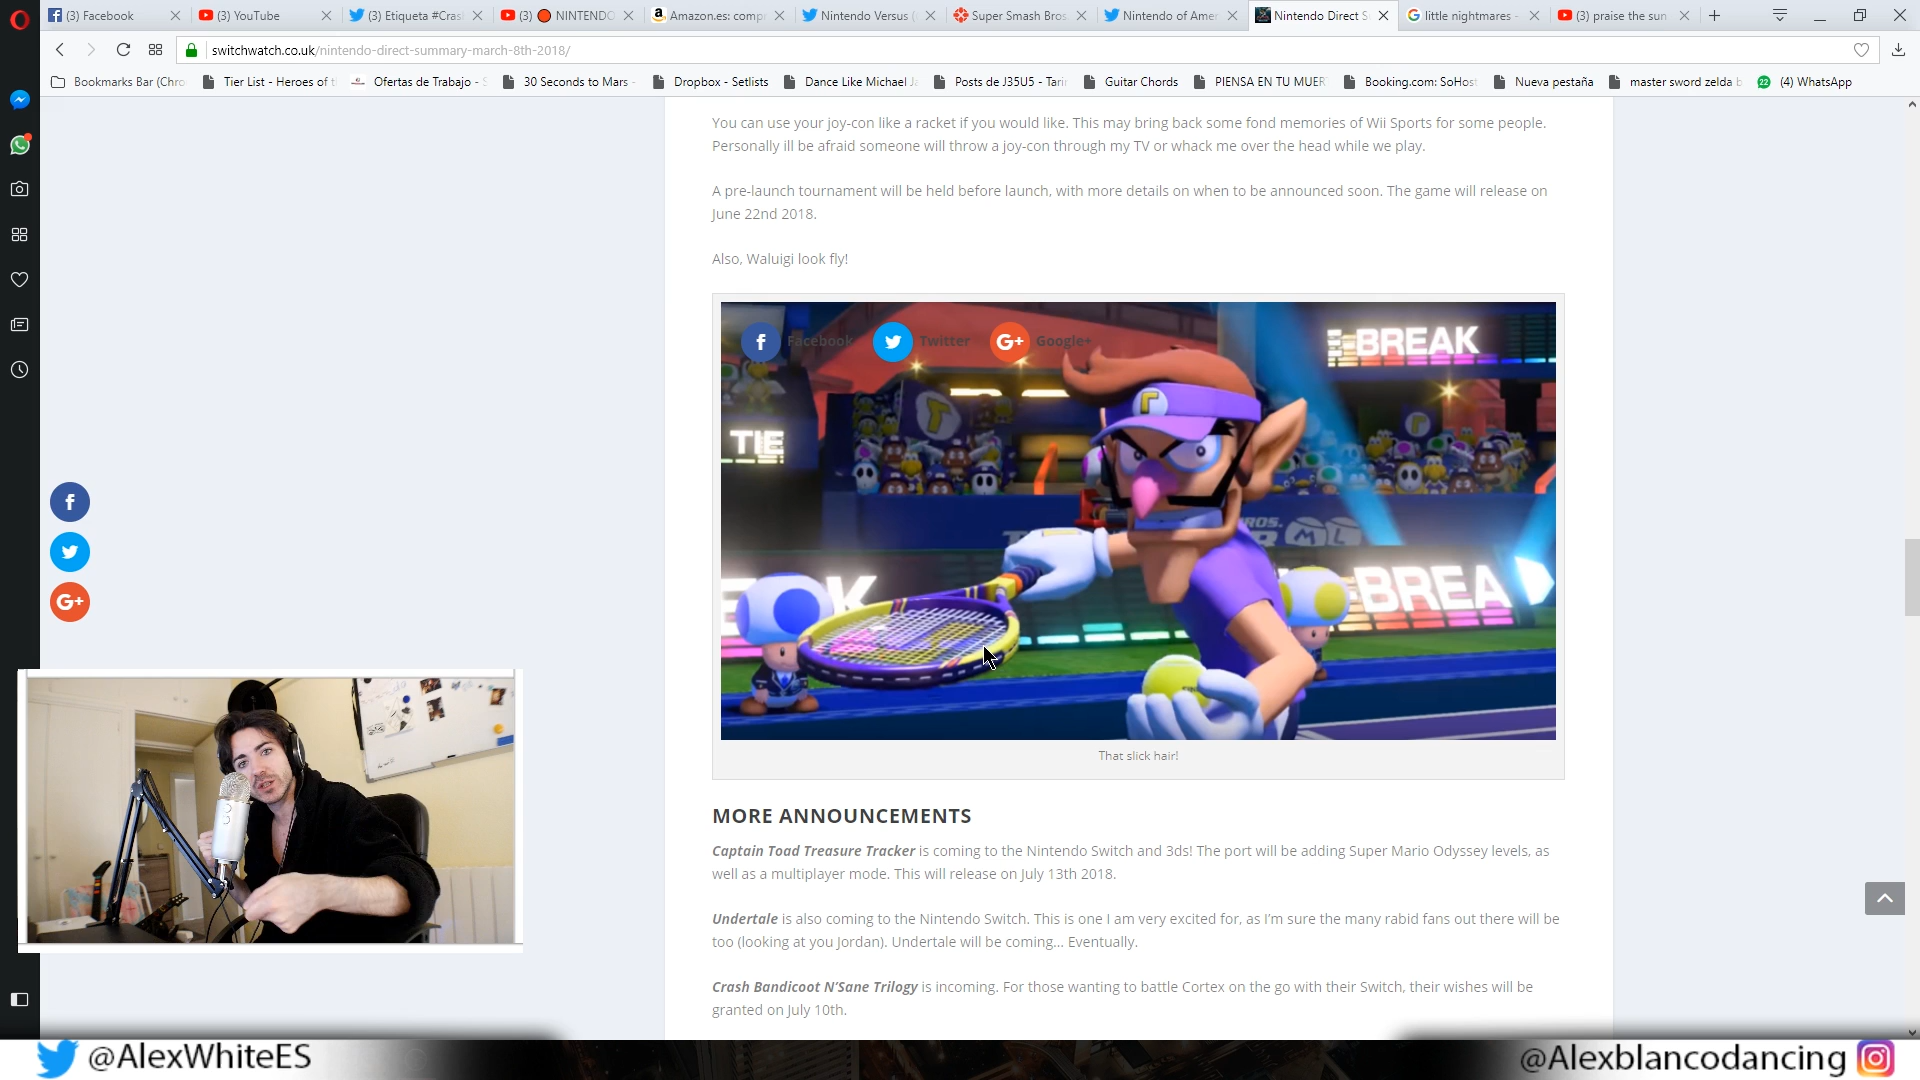 (3) Facebook
(3) YouTube
(3) Etiqueta #Cras
(3) NINTENDO
Amazon.es: comp
Nintendo Versus (
Super Smash Bros.
Nintendo of Amer
Nintendo Direct S
little nightmares -
(3) praise the sun
switchwatch.co.uk/nintendo-direct-summary-march-8th-2018/
Bookmarks Bar (Chro
Tier List - Heroes of t
Ofertas de Trabajo - S
30 Seconds to Mars -
Dropbox - Setlists
Dance Like Michael Ja
Posts de J35U5 - Tari
Guitar Chords
PIENSA EN TU MUER
Booking.com: SoHost
Nueva pestaña
master sword zelda b
22
(4) WhatsApp
You can use your joy-con like a racket if you would like. This may bring back some fond memories of Wii Sports for some people.
Personally ill be afraid someone will throw a joy-con through my TV or whack me over the head while we play.
A pre-launch tournament will be held before launch, with more details on when to be announced soon. The game will release on
June 22nd 2018.
Also, Waluigi look fly!
Facebook
Twitter
Google+
BREAK
TIE
BREA
That slick hair!
MORE ANNOUNCEMENTS
Captain Toad Treasure Tracker is coming to the Nintendo Switch and 3ds! The port will be adding Super Mario Odyssey levels, as
well as a multiplayer mode. This will release on July 13th 2018.
Undertale is also coming to the Nintendo Switch. This is one I am very excited for, as I'm sure the many rabid fans out there will be
too (looking at you Jordan). Undertale will be coming... Eventually.
Crash Bandicoot N'Sane Trilogy is incoming. For those wanting to battle Cortex on the go with their Switch, their wishes will be
granted on July 10th.
@AlexWhiteES
@Alexblancodancing